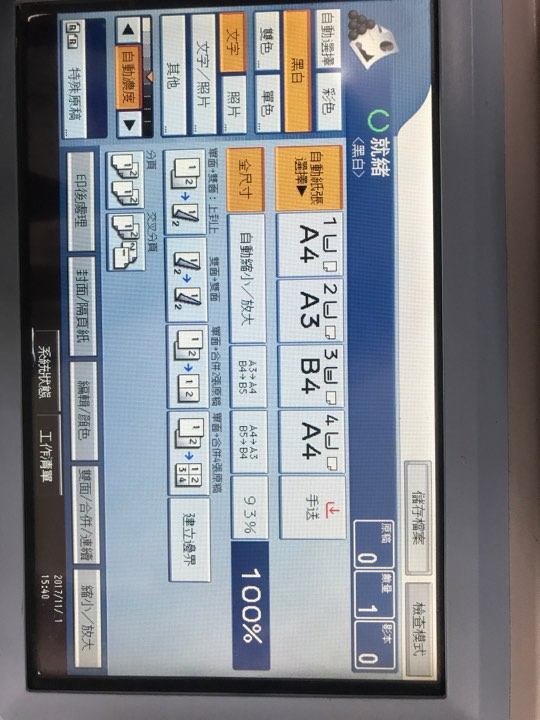 就緒
<黑白>
儲存檔案
檢查模式
原稿 0
數量 1
影本 0
自動選擇
彩色
黑白
雙色...
單色...
文字
照片
文字/照片
其他
◀ 自動濃度 ▶
特殊原稿...
自動紙張選擇▶
1 A4
2 A3
3 B4
4 A4
手送
全尺寸
自動縮小/放大
A3→A4
B4→B5
A4→A3
B5→B4
93%
100%
單面→雙面:上到上
雙面→雙面
單面→合併2張原稿
單面→合併4張原稿
建立邊界
分頁
交叉分頁
印後處理
封面/隔頁紙
編輯/顏色
雙面/合併/連續
縮小/放大
系統狀態
工作清單
2017/11/ 1
15:40